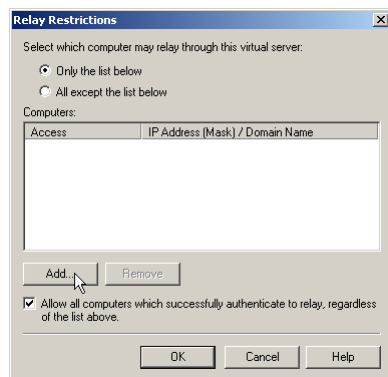 Relay Restrictions
Select which computer may relay through this virtual server:
Only the list below
All except the list below
Computers:
Access
IP Address (Mask) / Domain Name
Add...
Remove
Allow all computers which successfully authenticate to relay, regardless
of the list above.
OK
Cancel
Help